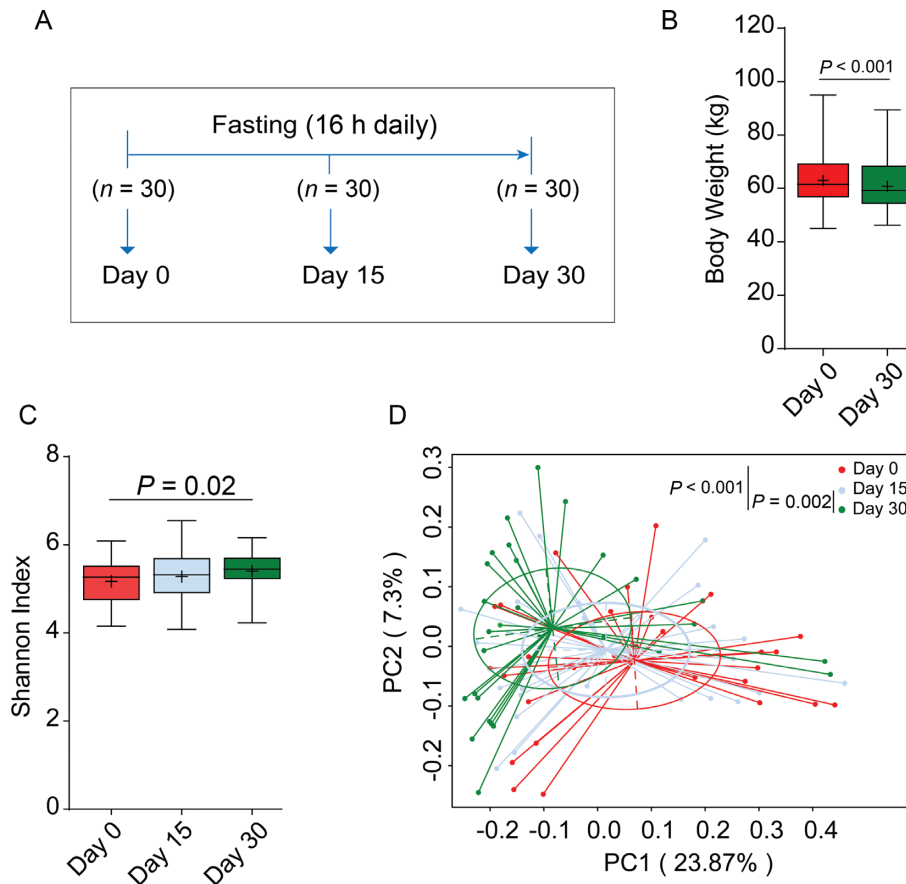 A
Fasting (16 h daily)
(n = 30) (n = 30) (n = 30)
Day 0 Day 15 Day 30
B
Body Weight (kg)
120
100
80
60
40
20
0
P < 0.001
Day 0 Day 30
C
Shannon Index
8
6
4
2
0
P = 0.02
Day 0 Day 15 Day 30
D
PC2 ( 7.3%)
0.3
0.2
0.1
0.0
-0.1
-0.2
P < 0.001
P = 0.002
Day 0
Day 15
Day 30
-0.2 -0.1 0.0 0.1 0.2 0.3 0.4
PC1 ( 23.87%)